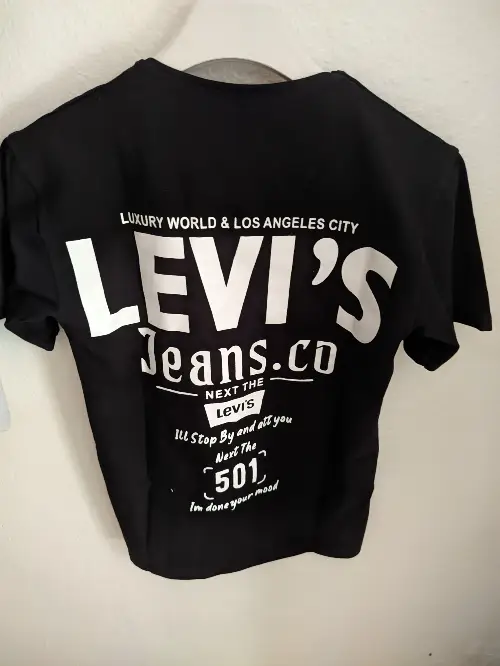 LUXURY WORLD & LOS ANGELES CITY
LEVI'S
Jeans.co
NEXT THE
LEVI'S
Ill Stop By and all you
Next The
501
Im done your mood